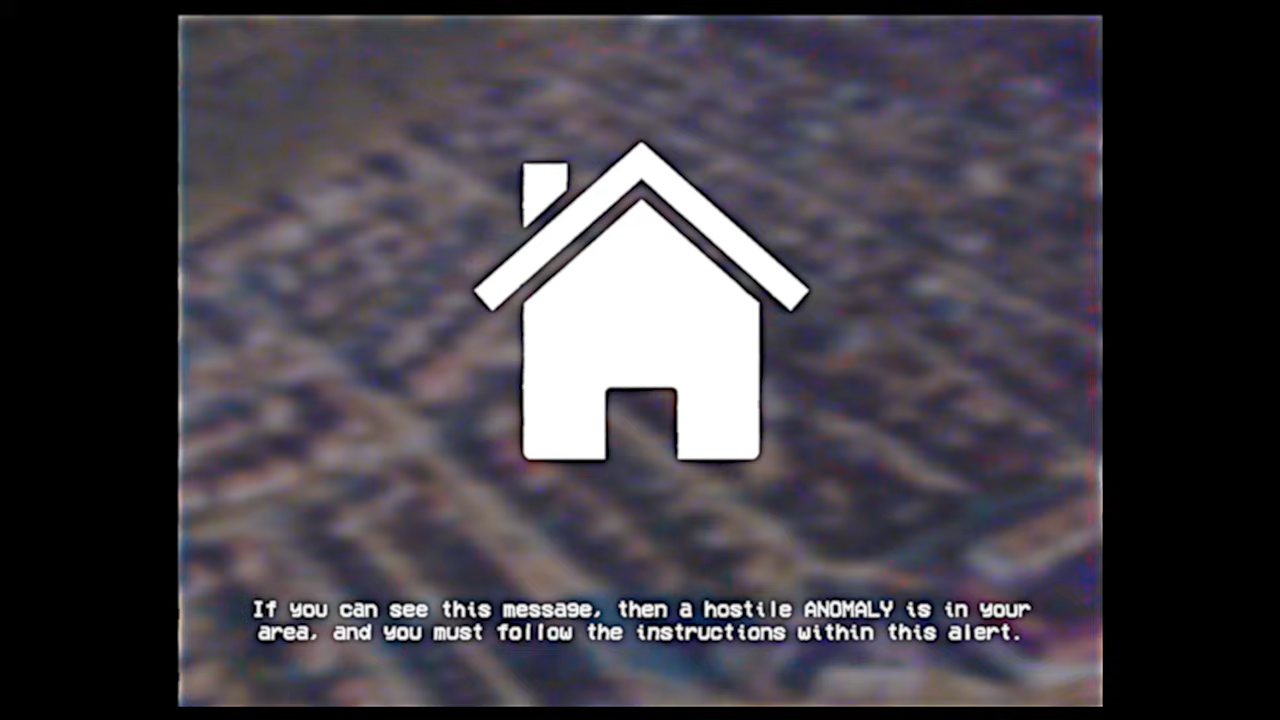 If you can see this message, then a hostile ANOMALY is in your
area, and you must follow the instructions within this alert.